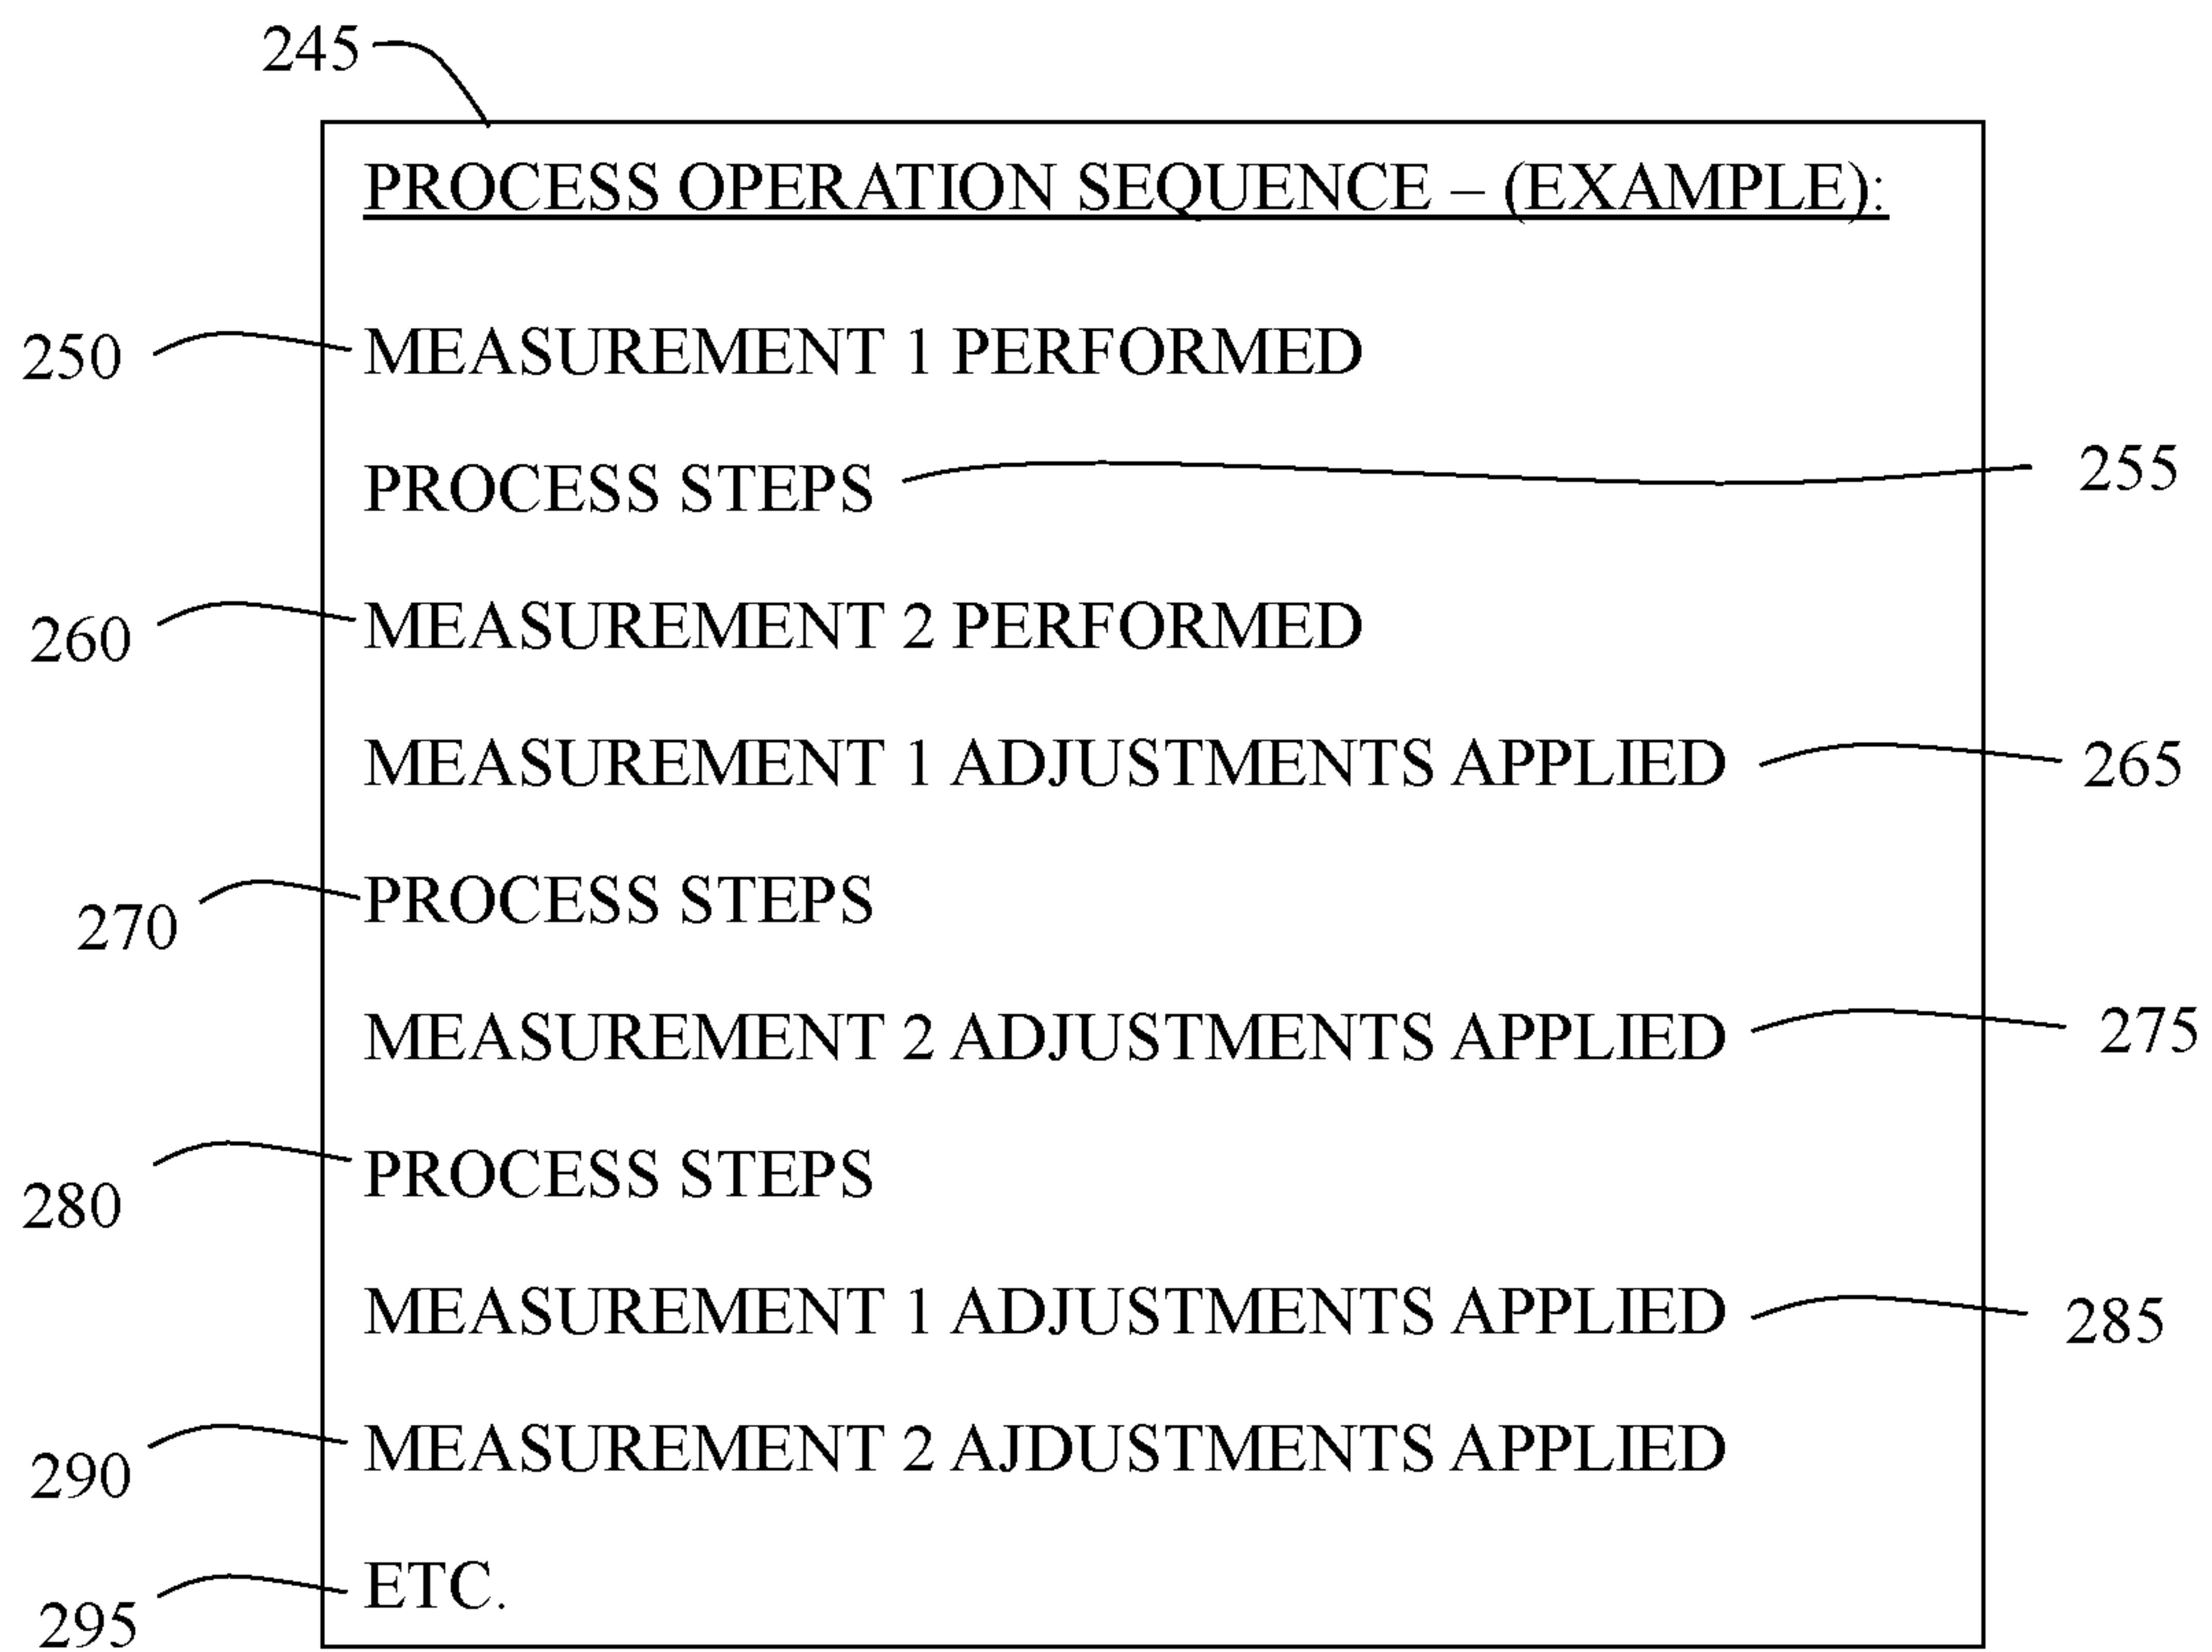 245
PROCESS OPERATION SEQUENCE – (EXAMPLE):
250 MEASUREMENT 1 PERFORMED
PROCESS STEPS 255
260 MEASUREMENT 2 PERFORMED
MEASUREMENT 1 ADJUSTMENTS APPLIED 265
270 PROCESS STEPS
MEASUREMENT 2 ADJUSTMENTS APPLIED 275
280 PROCESS STEPS
MEASUREMENT 1 ADJUSTMENTS APPLIED 285
290 MEASUREMENT 2 AJDUSTMENTS APPLIED
295 ETC.